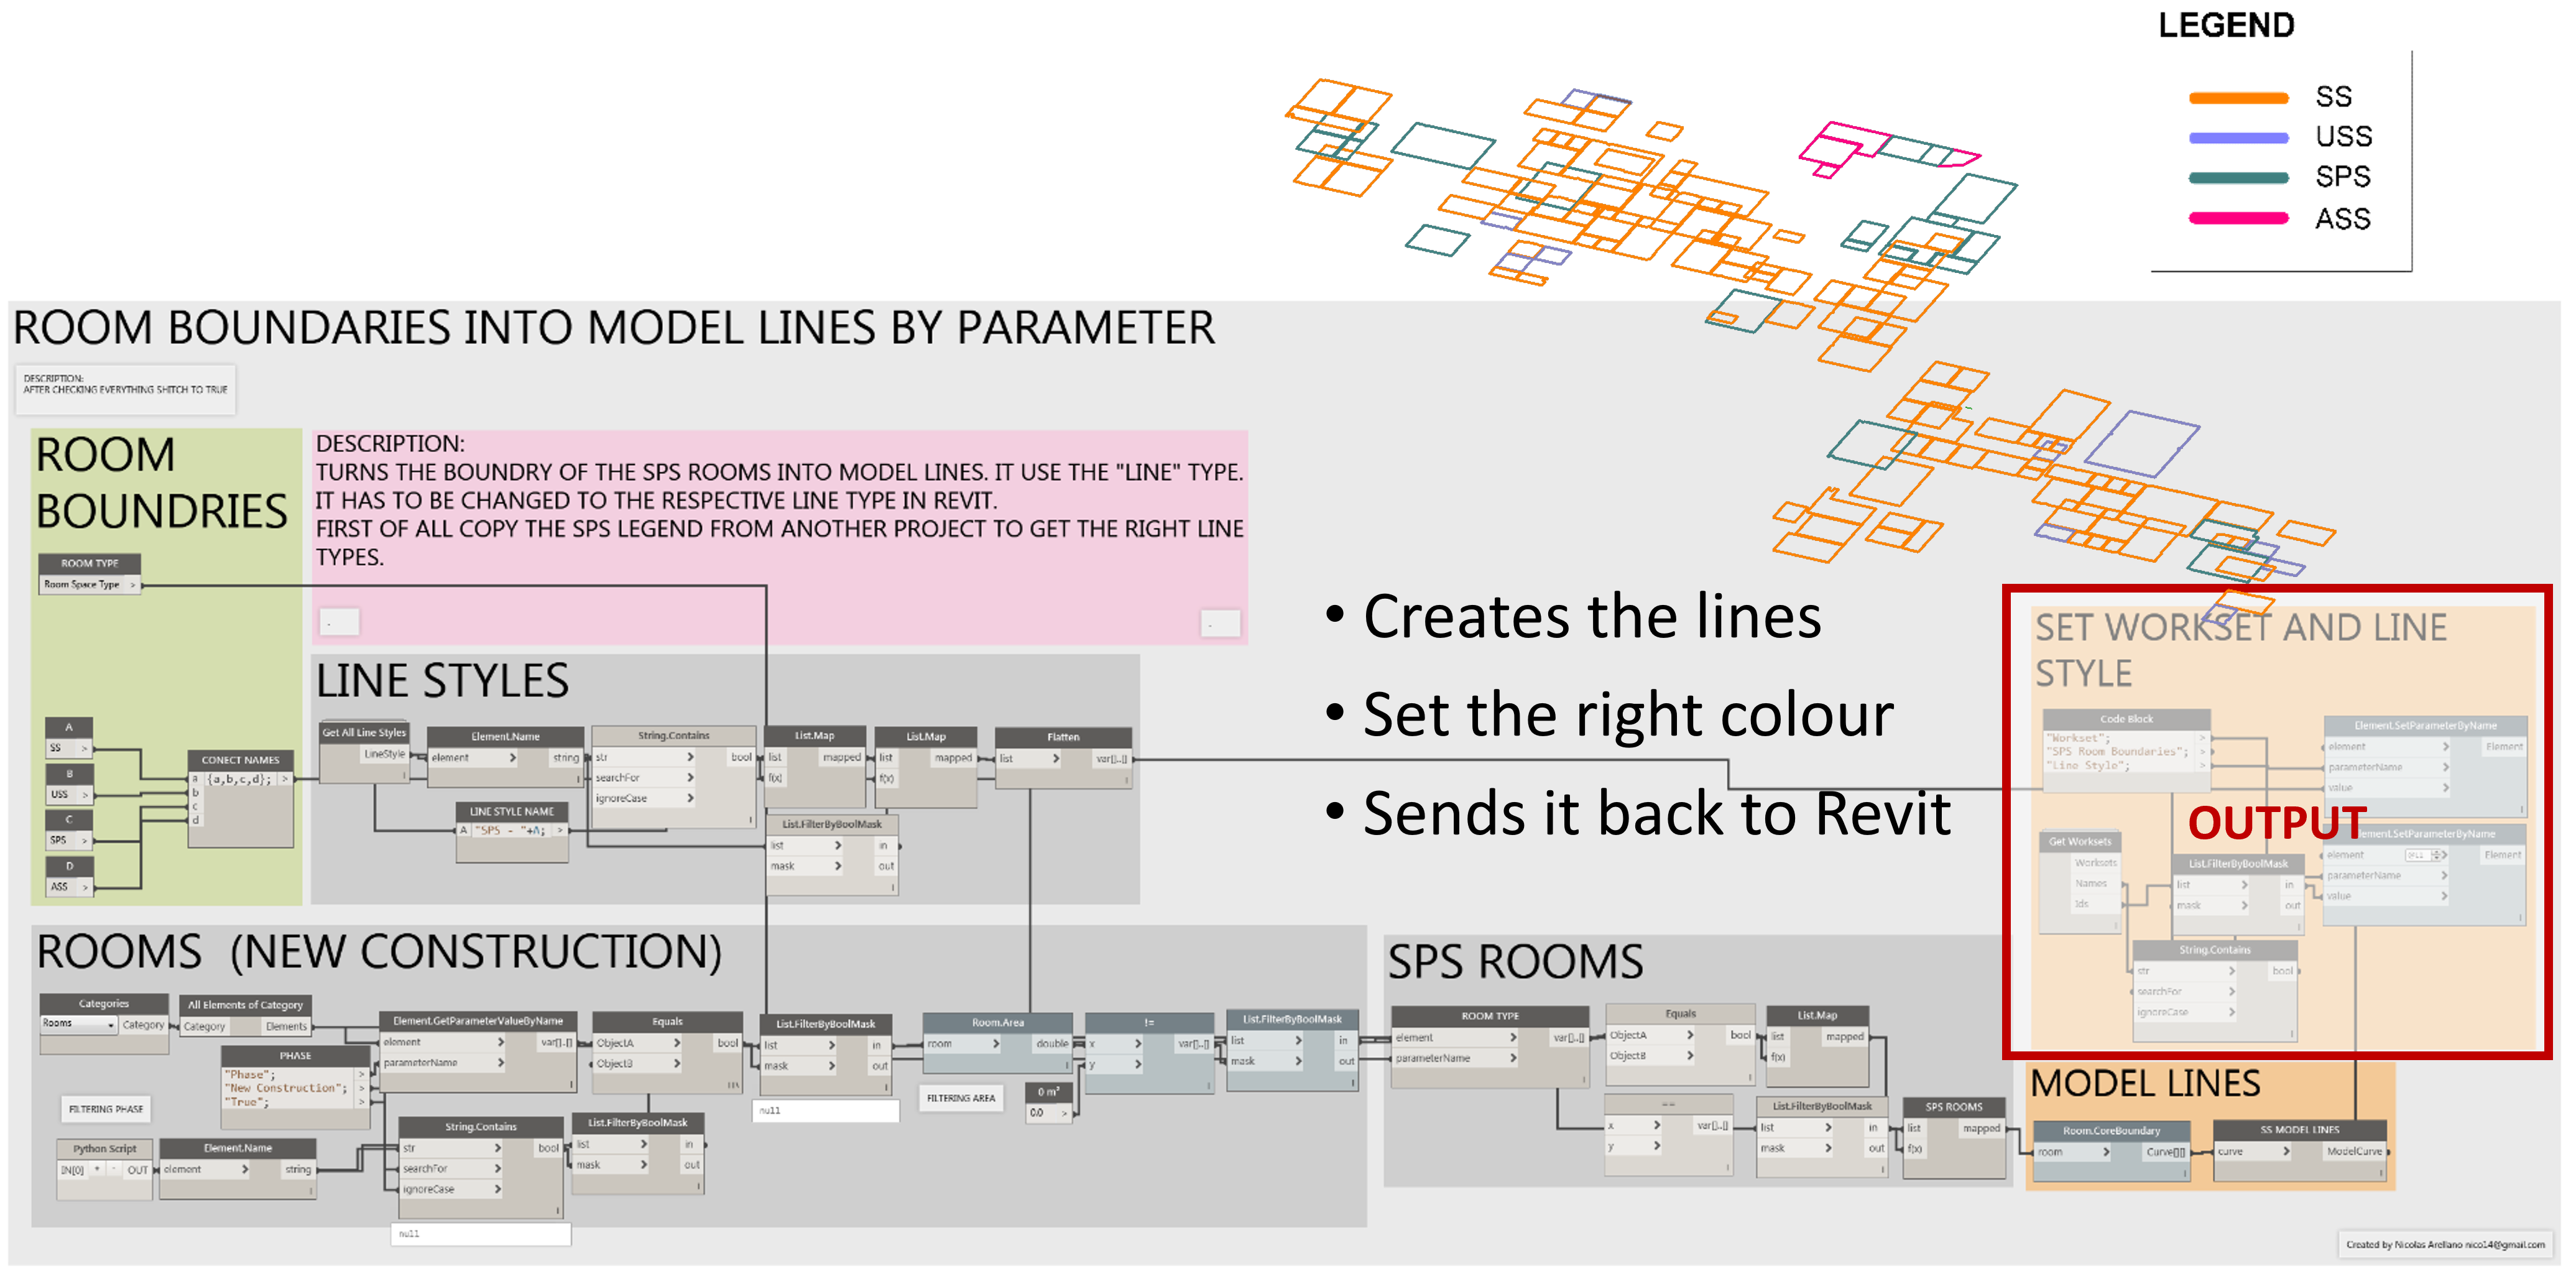 LEGEND
SS
USS
SPS
ASS
ROOM BOUNDARIES INTO MODEL LINES BY PARAMETER
DESCRIPTION:
AFTER CHECKING EVERYTHING SHITCH TO TRUE
ROOM
BOUNDRIES
ROOM TYPE
Room Space Type >
A
SS >
B
USS >
C
SPS >
D
ASS >
CONECT NAMES
a {a,b,c,d}; >
b
c
d
DESCRIPTION:
TURNS THE BOUNDRY OF THE SPS ROOMS INTO MODEL LINES. IT USE THE "LINE" TYPE.
IT HAS TO BE CHANGED TO THE RESPECTIVE LINE TYPE IN REVIT.
FIRST OF ALL COPY THE SPS LEGEND FROM ANOTHER PROJECT TO GET THE RIGHT LINE
TYPES.
LINE STYLES
Get All Line Styles
LineStyle
Element.Name
element > string
LINE STYLE NAME
A "SPS - "+A; >
String.Contains
str > bool
searchFor >
ignoreCase >
List.Map
list mapped
f(x)
List.Map
list mapped
f(x)
Flatten
list > var[]..[]
List.FilterByBoolMask
list > in
mask > out
• Creates the lines
• Set the right colour
• Sends it back to Revit
SET WORKSET AND LINE
STYLE
Code Block
"Workset"; >
"SPS Room Boundaries"; >
"Line Style"; >
Element.SetParameterByName
element > Element
parameterName >
value >
OUTPUT
Element.SetParameterByName
element > Element
parameterName >
value >
Get Worksets
Worksets
Names
Ids
List.FilterByBoolMask
list > in
mask > out
String.Contains
str > bool
searchFor >
ignoreCase >
ROOMS (NEW CONSTRUCTION)
Categories
Rooms Category
All Elements of Category
Category Elements
PHASE
"Phase"; >
"New Construction"; >
"True"; >
FILTERING PHASE
Element.GetParameterValueByName
element > var[]..[]
parameterName >
Equals
ObjectA > bool
ObjectB >
List.FilterByBoolMask
list > in
mask > out
null
Room.Area
room > double
FILTERING AREA
0 m²
0.0 >
!=
x > var[]..[]
y >
List.FilterByBoolMask
list > in
mask > out
Python Script
IN[0] + - OUT
Element.Name
element > string
String.Contains
str > bool
searchFor >
ignoreCase >
null
List.FilterByBoolMask
list > in
mask > out
SPS ROOMS
ROOM TYPE
element > var[]..[]
parameterName >
Equals
ObjectA > bool
ObjectB >
List.Map
list mapped
f(x)
==
x > var[]..[]
y >
List.FilterByBoolMask
list > in
mask > out
SPS ROOMS
list mapped
f(x)
MODEL LINES
Room.CoreBoundary
room > Curve[][]
SS MODEL LINES
curve > ModelCurve
Created by Nicolas Arellano nico14@gmail.com